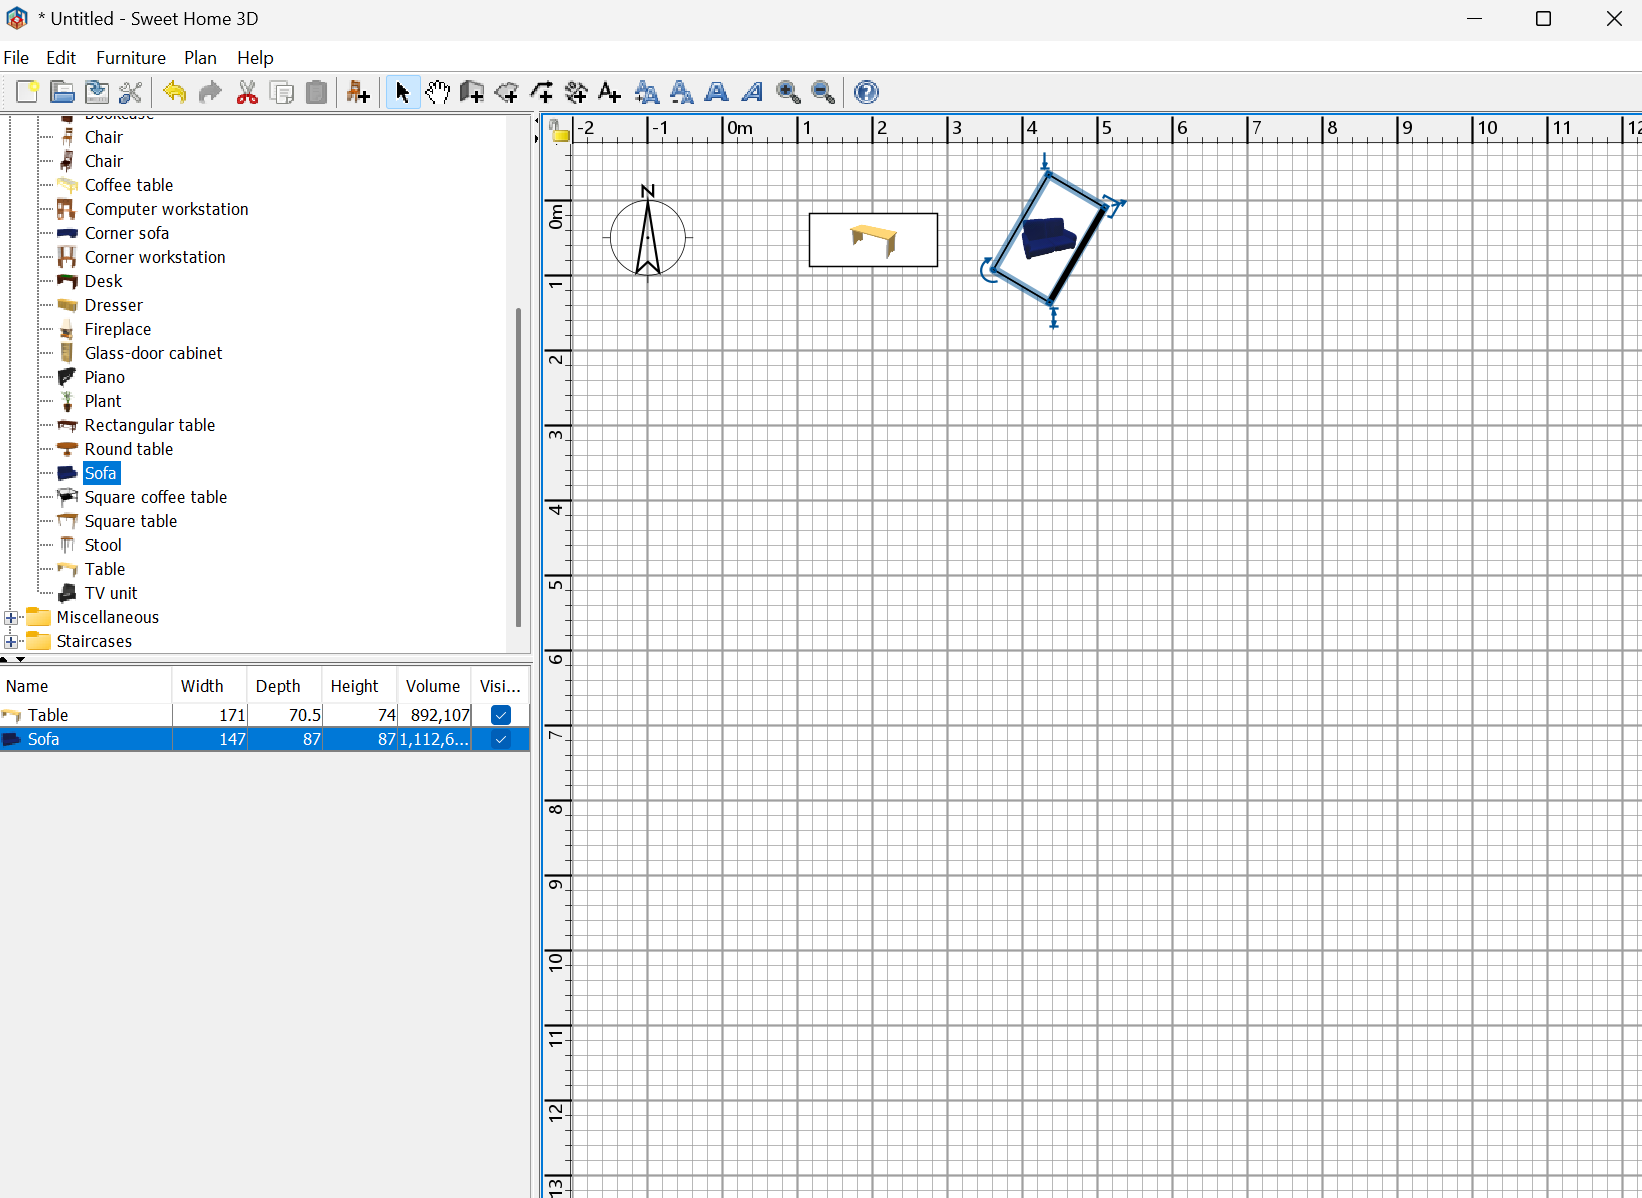 * Untitled - Sweet Home 3D
File Edit Furniture Plan Help
Bookcase
Chair
Chair
Coffee table
Computer workstation
Corner sofa
Corner workstation
Desk
Dresser
Fireplace
Glass-door cabinet
Piano
Plant
Rectangular table
Round table
Sofa
Square coffee table
Square table
Stool
Table
TV unit
Miscellaneous
Staircases
Name Width Depth Height Volume Visi...
Table 171 70.5 74 892,107
Sofa 147 87 87 1,112,6...
-2 -1 0m 1 2 3 4 5 6 7 8 9 10 11 12
0m
1
2
3
4
5
6
7
8
9
10
11
12
13
N